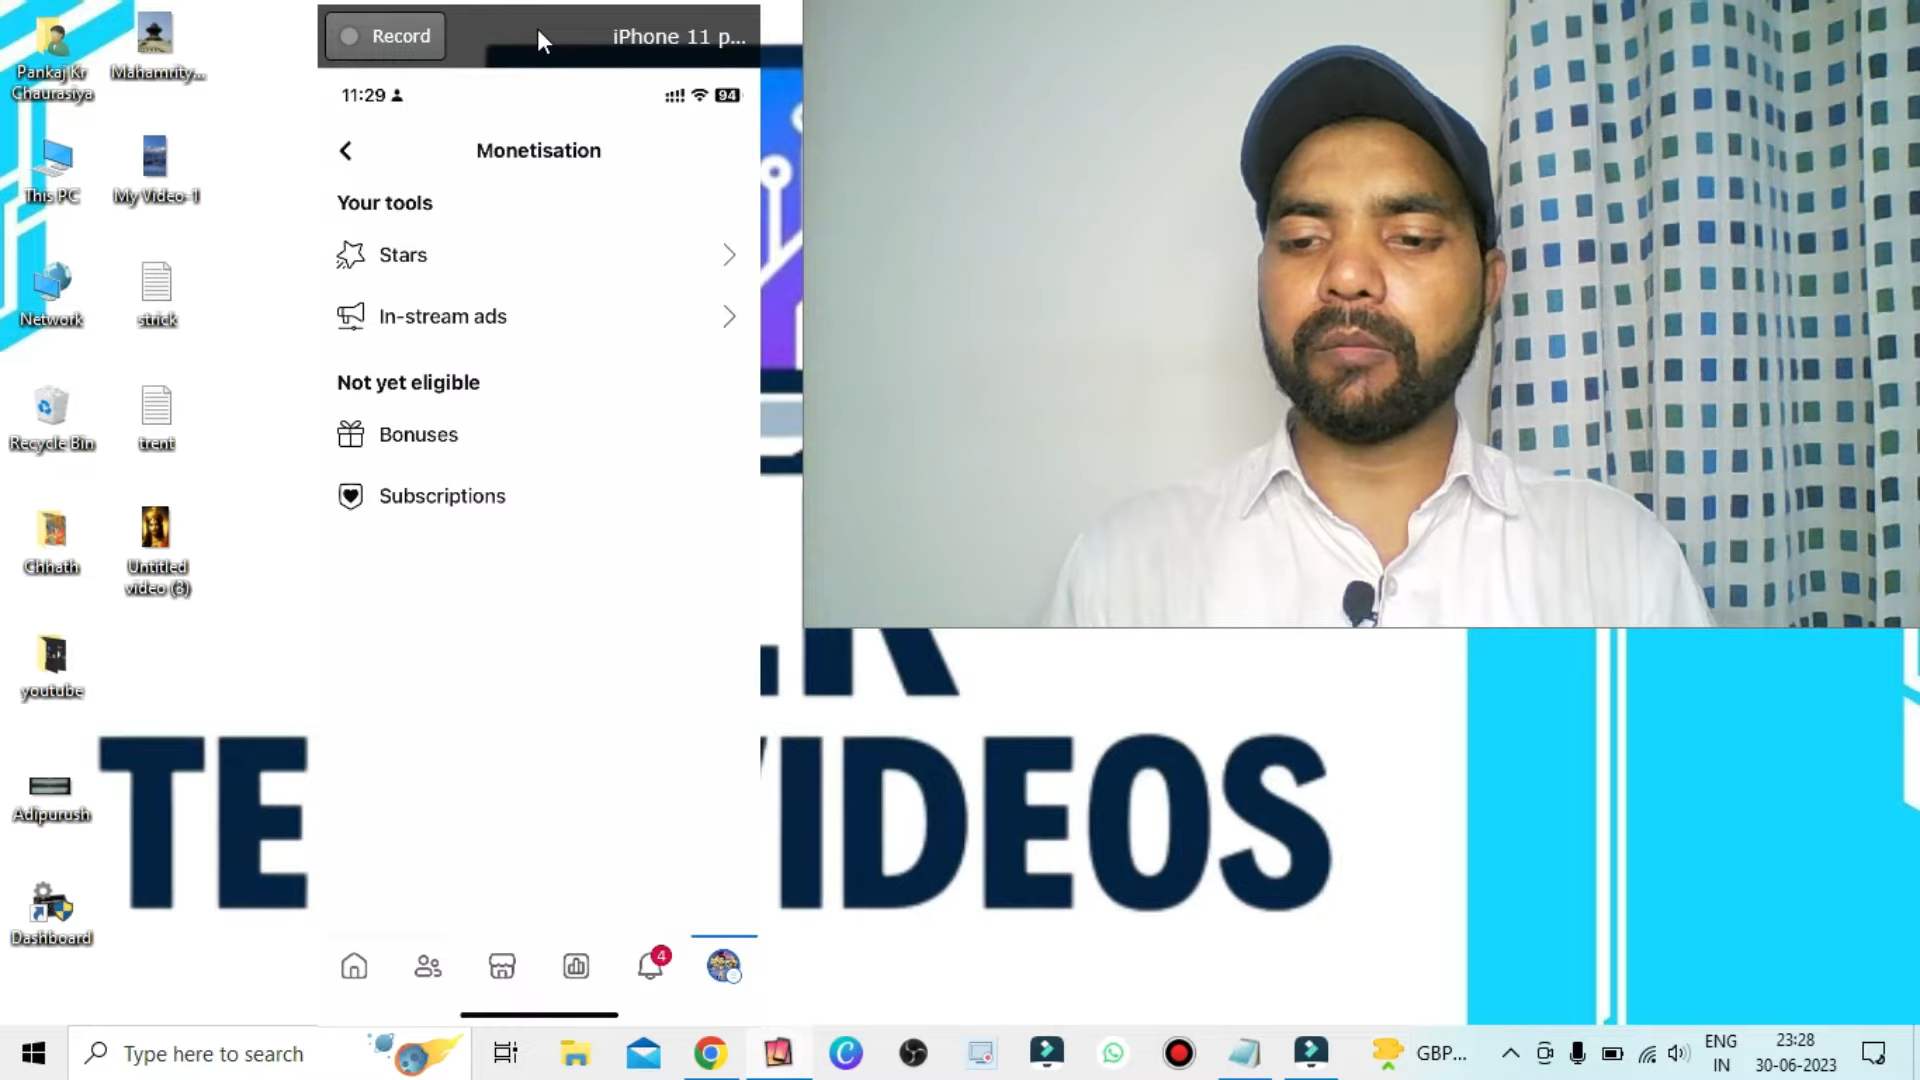 Pankaj Kr
Chaurasiya
Mahamrity...
This PC
My Video-1
Network
strick
Recycle Bin
trent
Chhath
Untitled
video (3)
youtube
Adipurush
Dashboard
Record
iPhone 11 p...
11:29
94
Monetisation
Your tools
Stars
In-stream ads
Not yet eligible
Bonuses
Subscriptions
4
TE
VIDEOS
Type here to search
GBP...
ENG
IN
23:28
30-06-2023